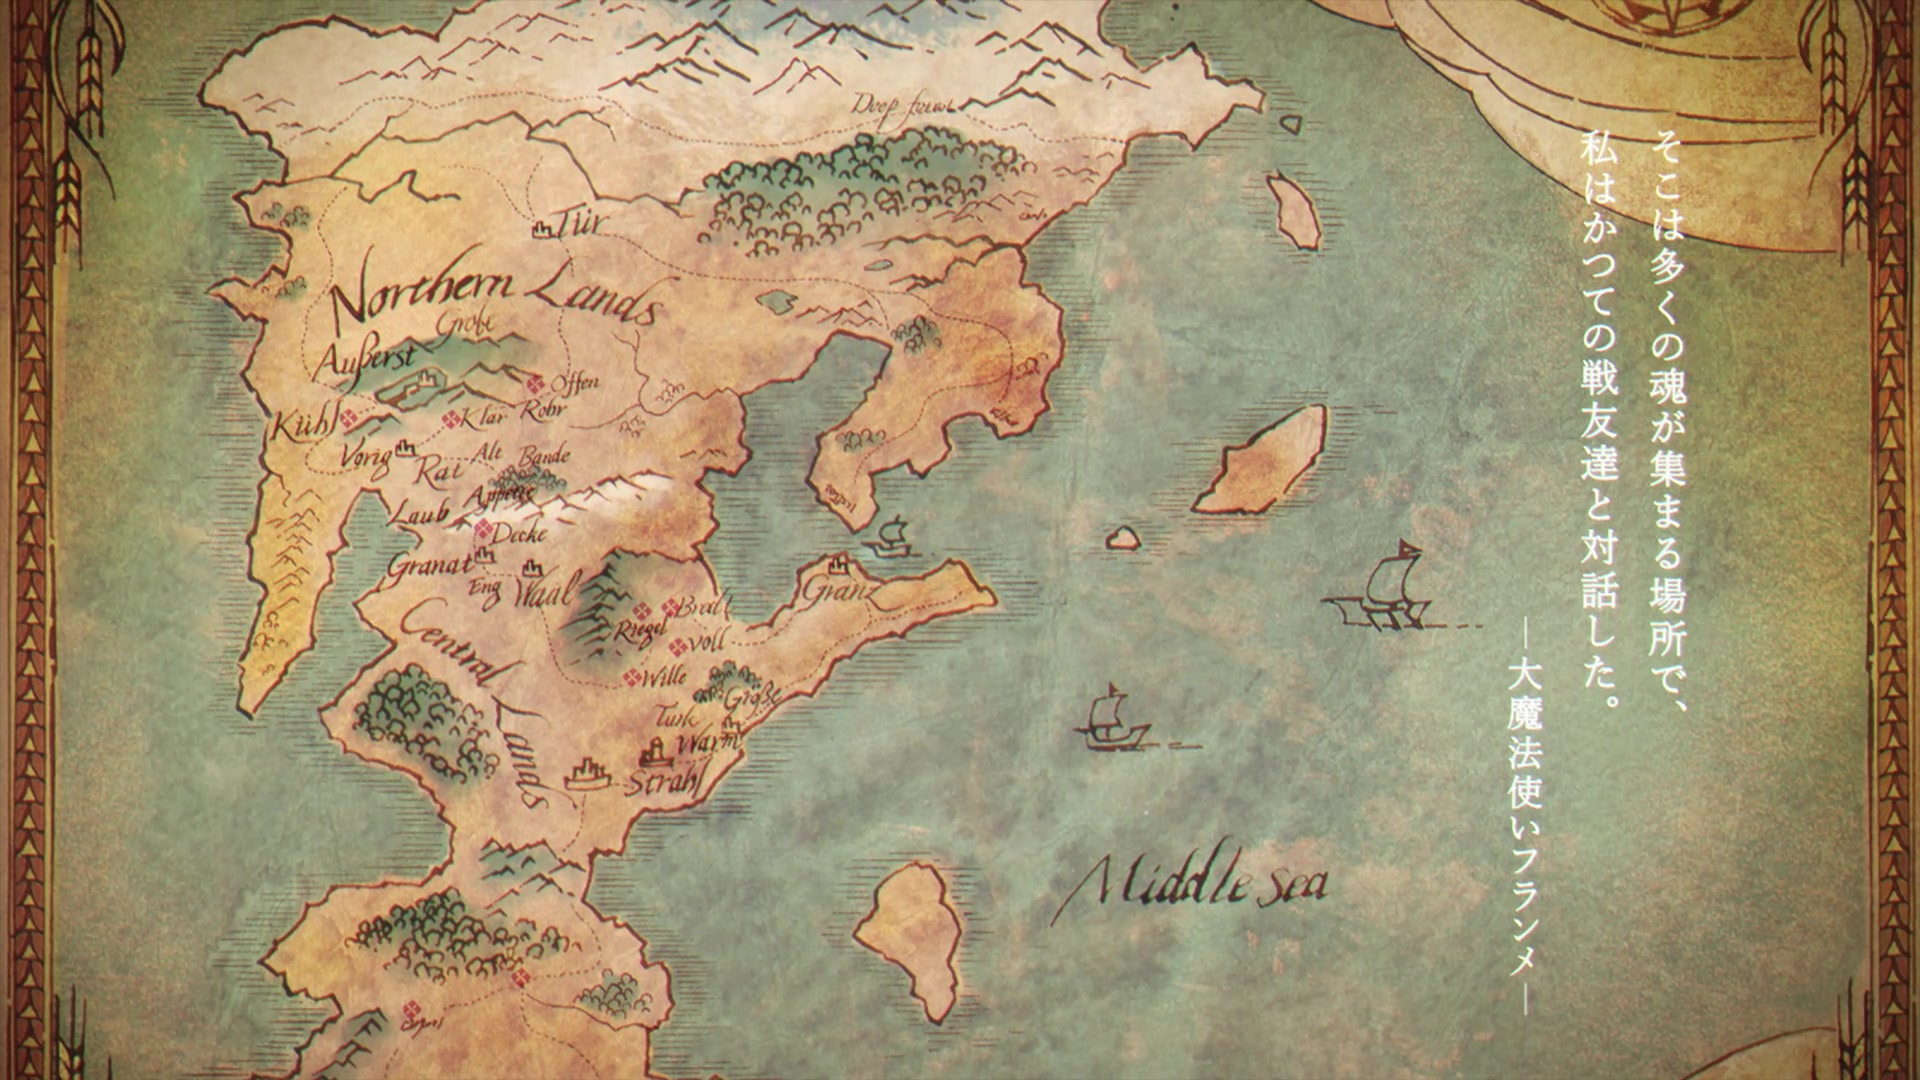 そこは多くの魂が集まる場所で、
私はかつての戦友達と対話した。
―大魔法使いフランメ―
Deep forest
Tür
Northern Lands
Grobe
Außerst
Offen
Kühl
Klar
Rohr
Vorig
Rat
Alt
Bande
Appetit
Laub
Decke
Granat
Eng
Waal
Granz
Central Lands
Riegel
Bredt
Voll
Wille
Große
Turk
Warm
Strahl
Middle sea